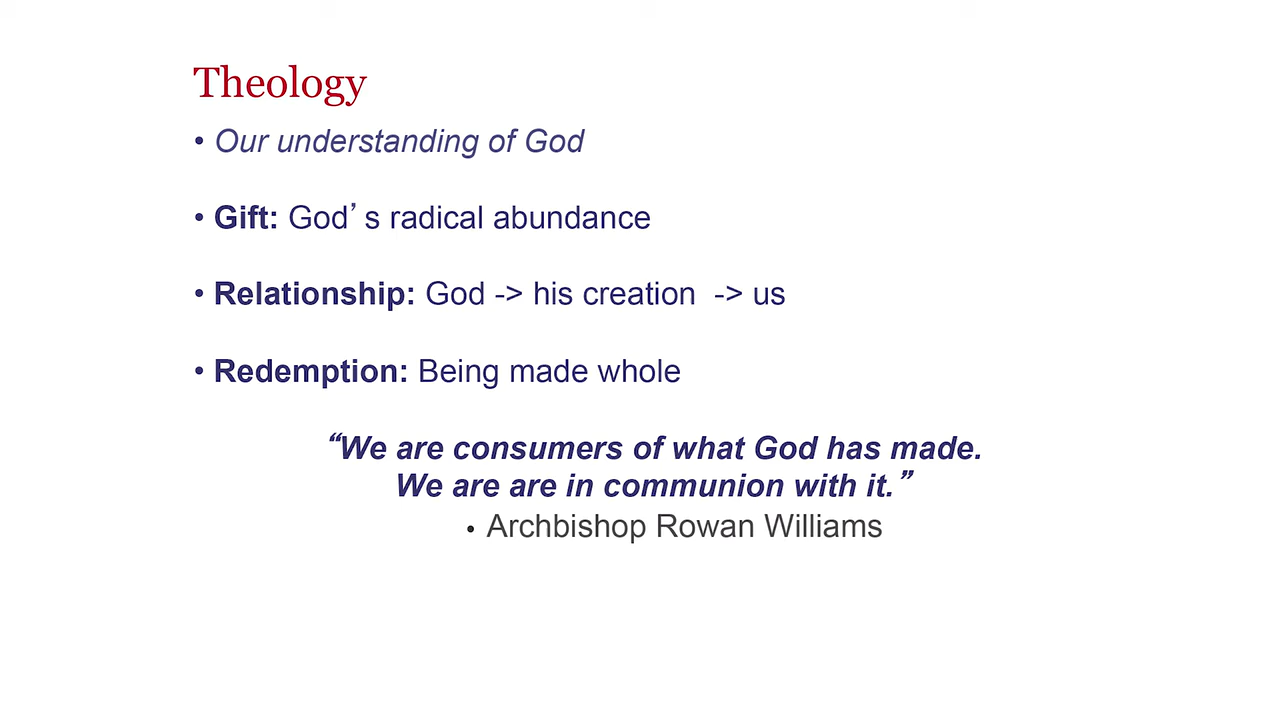 Theology
• Our understanding of God
• Gift: God’s radical abundance
• Relationship: God -> his creation -> us
• Redemption: Being made whole
“We are consumers of what God has made.
We are are in communion with it.”
• Archbishop Rowan Williams